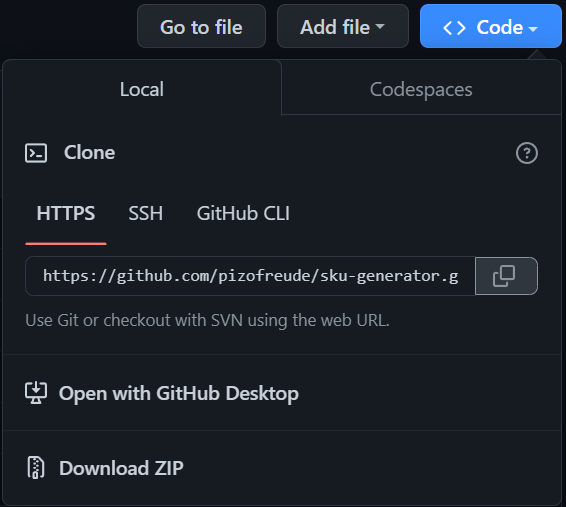 Go to file Add file <> Code
Local Codespaces
Clone
HTTPS SSH GitHub CLI
https://github.com/pizofreude/sku-generator.g
Use Git or checkout with SVN using the web URL.
Open with GitHub Desktop
Download ZIP